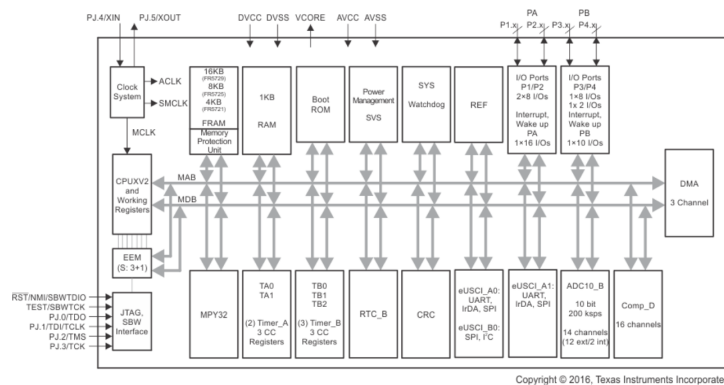 PJ.4/XIN
PJ.5/XOUT
DVCC
DVSS
VCORE
AVCC
AVSS
PA
P1.x
P2.x
PB
P3.x
P4.x
Clock
System
ACLK
SMCLK
MCLK
16KB
(FR5729)
8KB
(FR5725)
4KB
(FR5721)
FRAM
Memory
Protection
Unit
1KB
RAM
Boot
ROM
Power
Management
SVS
SYS
Watchdog
REF
I/O Ports
P1/P2
2×8 I/Os
Interrupt,
Wake up
PA
1×16 I/Os
I/O Ports
P3/P4
1×8 I/Os
1x 2 I/Os
Interrupt,
Wake up
PB
1×10 I/Os
CPUXV2
and
Working
Registers
MAB
MDB
DMA
3 Channel
EEM
(S: 3+1)
RST/NMI/SBWTDIO
TEST/SBWTCK
PJ.0/TDO
PJ.1/TDI/TCLK
PJ.2/TMS
PJ.3/TCK
JTAG,
SBW
Interface
MPY32
TA0
TA1
(2) Timer_A
3 CC
Registers
TB0
TB1
TB2
(3) Timer_B
3 CC
Registers
RTC_B
CRC
eUSCI_A0:
UART,
IrDA, SPI
eUSCI_B0:
SPI, I²C
eUSCI_A1:
UART,
IrDA, SPI
ADC10_B
10 bit
200 ksps
14 channels
(12 ext/2 int)
Comp_D
16 channels
Copyright © 2016, Texas Instruments Incorporate